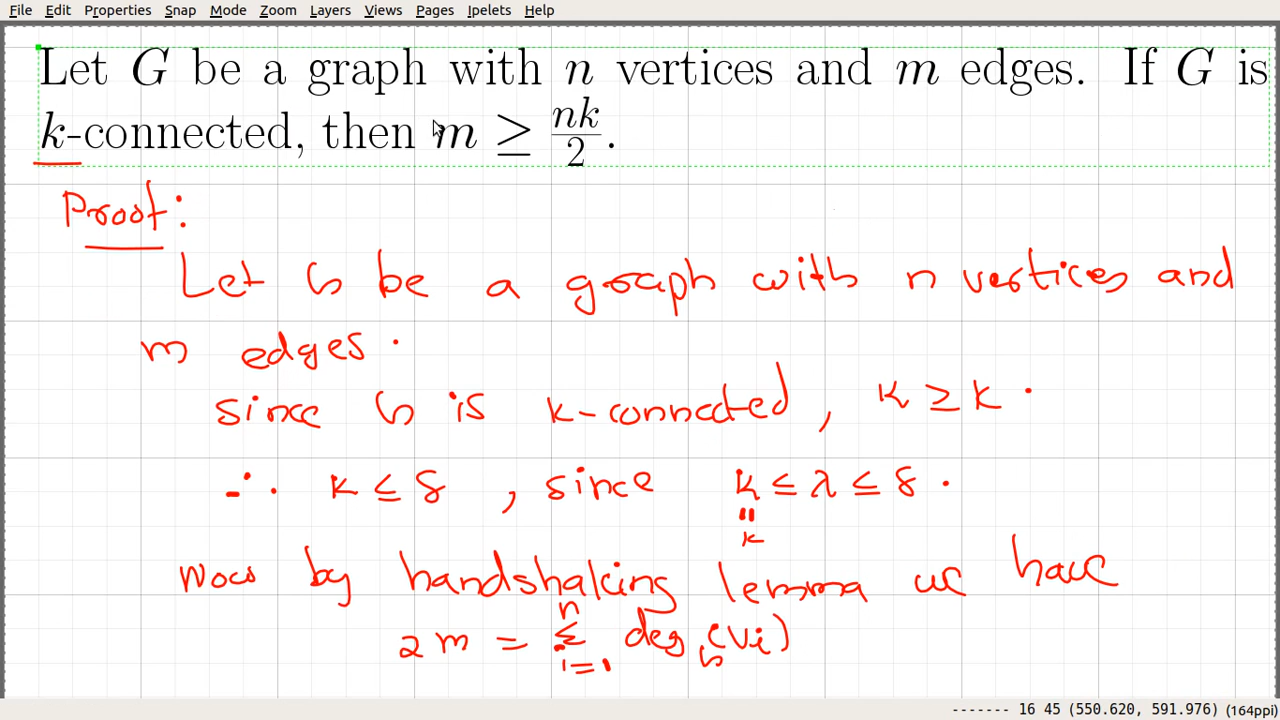 File Edit Properties Snap Mode Zoom Layers Views Pages Ipelets Help
Let G be a graph with n vertices and m edges. If G is
k-connected, then m ≥ nk/2.
Proof:
Let G be a graph with n vertices and
m edges.
since G is k-connected, κ ≥ k.
∴ k ≤ δ, since κ ≤ λ ≤ δ.
॥
k
Now by handshaking lemma we have
2m = Σ_{i=1}^{n} deg_G(vi)
------- 16 45 (550.620, 591.976) (164ppi)